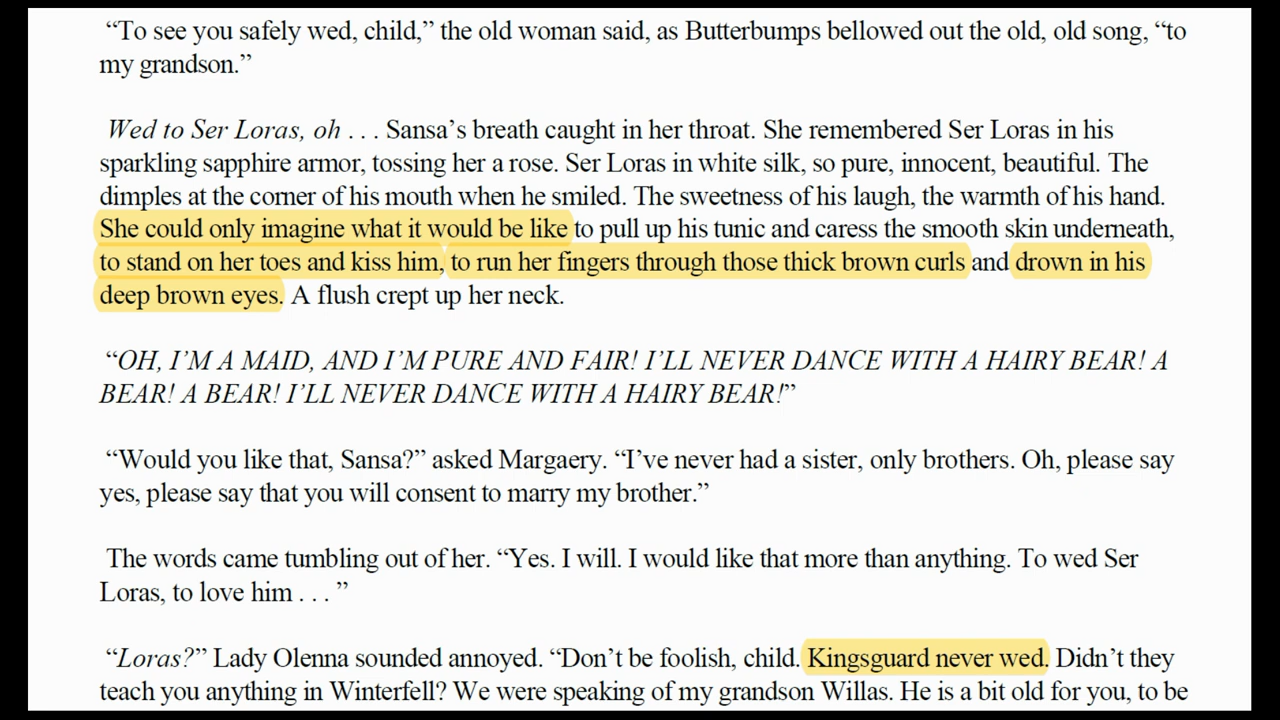 “To see you safely wed, child,” the old woman said, as Butterbumps bellowed out the old, old song, “to
my grandson.”
Wed to Ser Loras, oh . . . Sansa’s breath caught in her throat. She remembered Ser Loras in his
sparkling sapphire armor, tossing her a rose. Ser Loras in white silk, so pure, innocent, beautiful. The
dimples at the corner of his mouth when he smiled. The sweetness of his laugh, the warmth of his hand.
She could only imagine what it would be like to pull up his tunic and caress the smooth skin underneath,
to stand on her toes and kiss him, to run her fingers through those thick brown curls and drown in his
deep brown eyes. A flush crept up her neck.
“OH, I’M A MAID, AND I’M PURE AND FAIR! I’LL NEVER DANCE WITH A HAIRY BEAR! A
BEAR! A BEAR! I’LL NEVER DANCE WITH A HAIRY BEAR!”
“Would you like that, Sansa?” asked Margaery. “I’ve never had a sister, only brothers. Oh, please say
yes, please say that you will consent to marry my brother.”
The words came tumbling out of her. “Yes. I will. I would like that more than anything. To wed Ser
Loras, to love him . . . ”
“Loras?” Lady Olenna sounded annoyed. “Don’t be foolish, child. Kingsguard never wed. Didn’t they
teach you anything in Winterfell? We were speaking of my grandson Willas. He is a bit old for you, to be